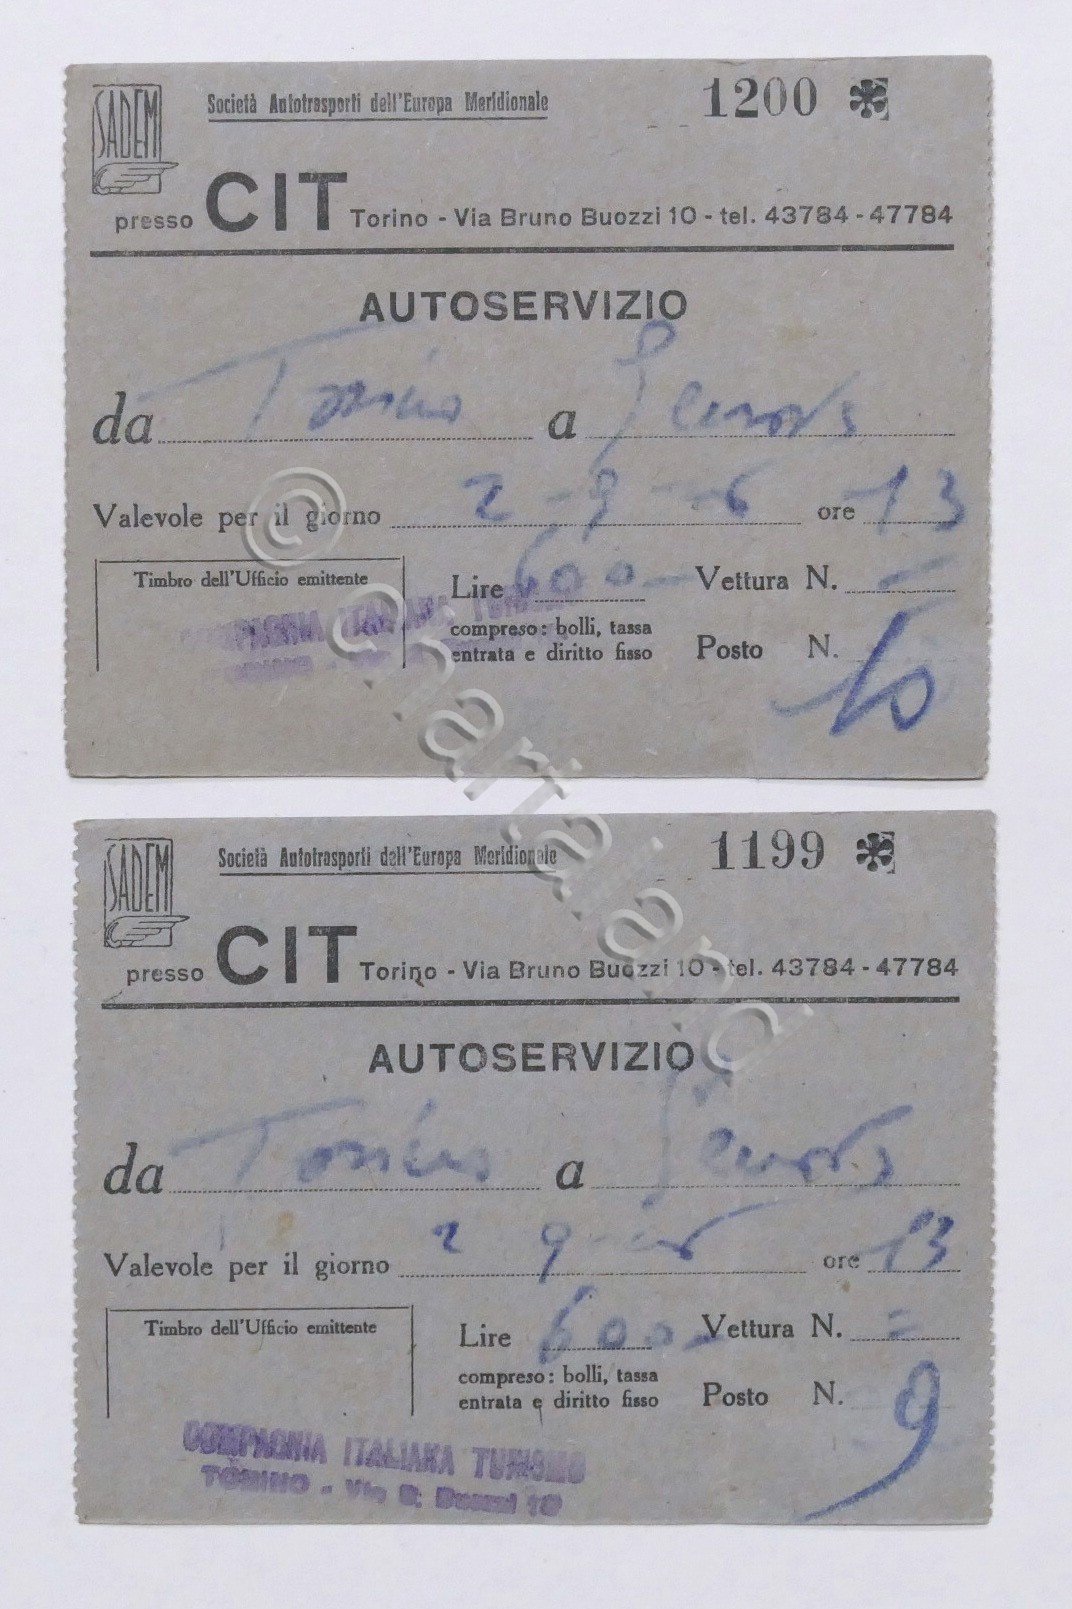 SADEM
Società Autotrasporti dell'Europa Meridionale
1200
presso CIT Torino - Via Bruno Buozzi 10 - tel. 43784 - 47784
AUTOSERVIZIO
da Torino a Genova
Valevole per il giorno 2-9- ore 13
Timbro dell'Ufficio emittente
Lire 600- Vettura N. -
COMPAGNIA ITALIANA TURISMO
compreso: bolli, tassa
entrata e diritto fisso
Posto N. 10
© chartaland
SADEM
Società Autotrasporti dell'Europa Meridionale
1199
presso CIT Torino - Via Bruno Buozzi 10 - tel. 43784 - 47784
AUTOSERVIZIO
da Torino a Genova
Valevole per il giorno 2 9 ore 13
Timbro dell'Ufficio emittente
Lire 600- Vettura N. =
compreso: bolli, tassa
entrata e diritto fisso
Posto N. 9
COMPAGNIA ITALIANA TURISMO
TORINO - Via B. Buozzi 10